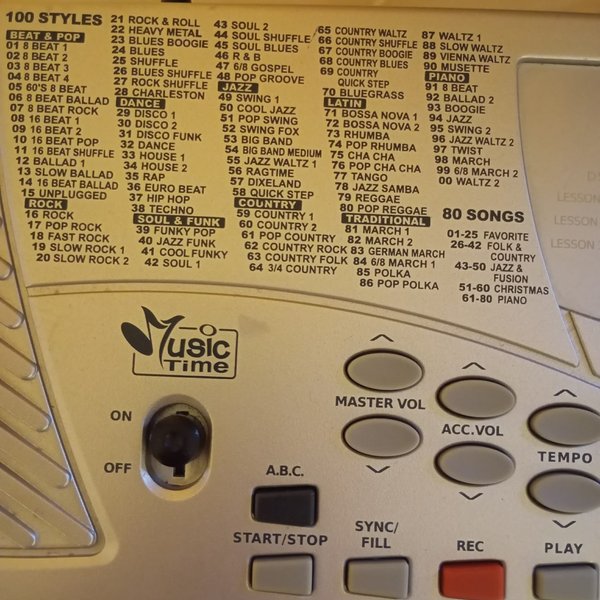 100 STYLES
BEAT & POP
01 8 BEAT 1
02 8 BEAT 2
03 8 BEAT 3
04 8 BEAT 4
05 60'S 8 BEAT
06 8 BEAT BALLAD
07 8 BEAT ROCK
08 16 BEAT 1
09 16 BEAT 2
10 16 BEAT POP
11 16 BEAT SHUFFLE
12 BALLAD 1
13 SLOW BALLAD
14 16 BEAT BALLAD
15 UNPLUGGED
ROCK
16 ROCK
17 POP ROCK
18 FAST ROCK
19 SLOW ROCK 1
20 SLOW ROCK 2
21 ROCK & ROLL
22 HEAVY METAL
23 BLUES BOOGIE
24 BLUES
25 SHUFFLE
26 BLUES SHUFFLE
27 ROCK SHUFFLE
28 CHARLESTON
DANCE
29 DISCO 1
30 DISCO 2
31 DISCO FUNK
32 DANCE
33 HOUSE 1
34 HOUSE 2
35 RAP
36 EURO BEAT
37 HIP HOP
38 TECHNO
SOUL & FUNK
39 FUNKY POP
40 JAZZ FUNK
41 COOL FUNKY
42 SOUL 1
43 SOUL 2
44 SOUL SHUFFLE
45 SOUL BLUES
46 R & B
47 6/8 GOSPEL
48 POP GROOVE
JAZZ
49 SWING 1
50 COOL JAZZ
51 POP SWING
52 SWING FOX
53 BIG BAND
54 BIG BAND MEDIUM
55 JAZZ WALTZ 1
56 RAGTIME
57 DIXELAND
58 QUICK STEP
COUNTRY
59 COUNTRY 1
60 COUNTRY 2
61 POP COUNTRY
62 COUNTRY ROCK
63 COUNTRY FOLK
64 3/4 COUNTRY
65 COUNTRY WALTZ
66 COUNTRY SHUFFLE
67 COUNTRY BOOGIE
68 COUNTRY BLUES
69 COUNTRY
QUICK STEP
70 BLUEGRASS
LATIN
71 BOSSA NOVA 1
72 BOSSA NOVA 2
73 RHUMBA
74 POP RHUMBA
75 CHA CHA
76 POP CHA CHA
77 TANGO
78 JAZZ SAMBA
79 REGGAE
80 POP REGGAE
TRADITIONAL
81 MARCH 1
82 MARCH 2
83 GERMAN MARCH
84 6/8 MARCH 1
85 POLKA
86 POP POLKA
87 WALTZ 1
88 SLOW WALTZ
89 VIENNA WALTZ
90 MUSETTE
PIANO
91 8 BEAT
92 BALLAD 2
93 BOOGIE
94 JAZZ
95 SWING 2
96 JAZZ WALTZ 2
97 TWIST
98 MARCH
99 6/8 MARCH 2
00 WALTZ 2
80 SONGS
01-25 FAVORITE
26-42 FOLK &
COUNTRY
43-50 JAZZ &
FUSION
51-60 CHRISTMAS
61-80 PIANO
LESSON
LESSON
LESSON
Music
Time
ON
OFF
MASTER VOL
ACC.VOL
TEMPO
A.B.C.
START/STOP
SYNC/
FILL
REC
PLAY